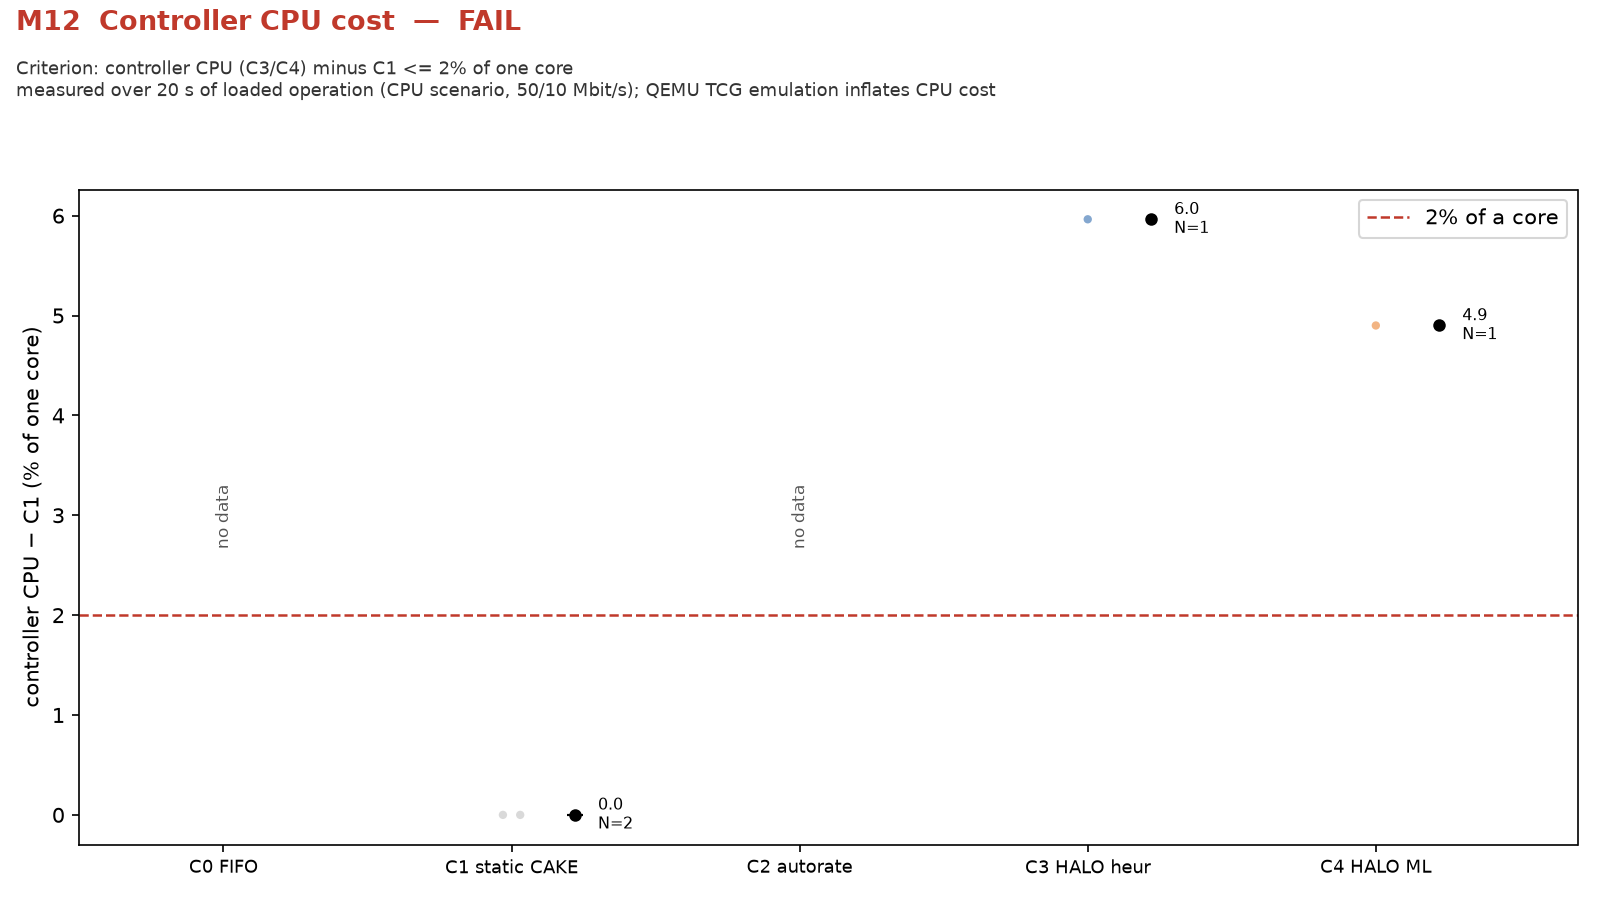 M12  Controller CPU cost  —  FAIL
Criterion: controller CPU (C3/C4) minus C1 <= 2% of one core
measured over 20 s of loaded operation (CPU scenario, 50/10 Mbit/s); QEMU TCG emulation inflates CPU cost
controller CPU − C1 (% of one core)
6
5
4
3
2
1
0
2% of a core
6.0
N=1
4.9
N=1
no data
no data
0.0
N=2
C0 FIFO
C1 static CAKE
C2 autorate
C3 HALO heur
C4 HALO ML